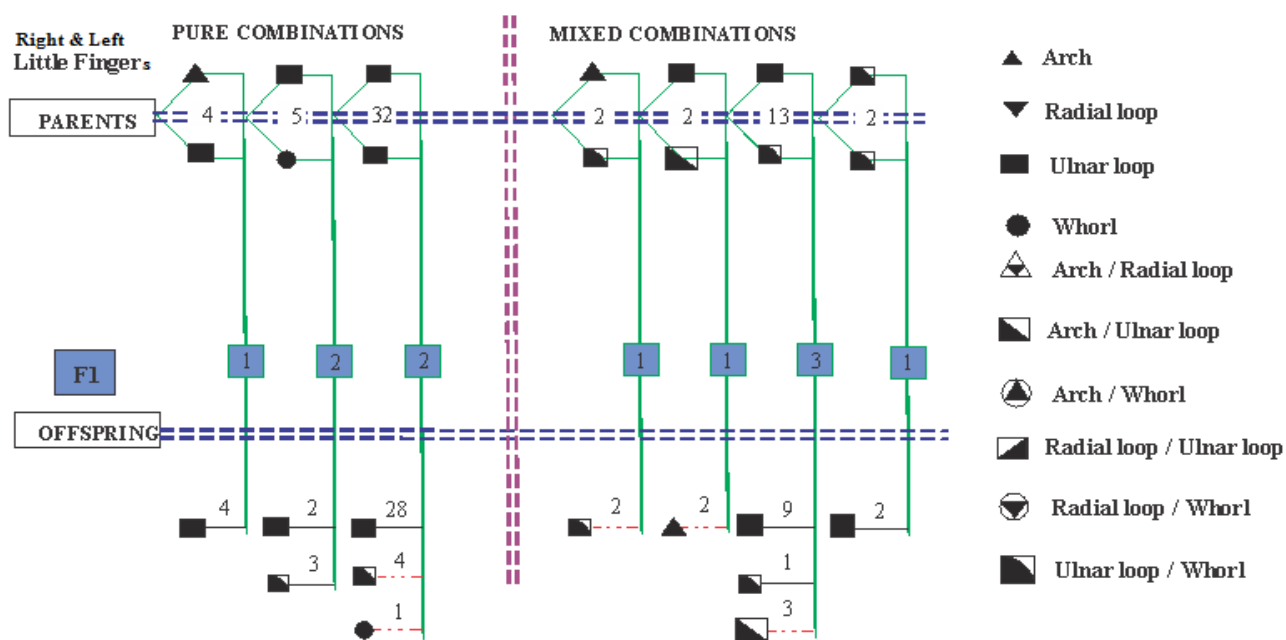 PURE COMBINATIONS
MIXED COMBINATIONS
Right & Left
Little Fingers
PARENTS
4
5
32
2
2
13
2
F1
1
2
2
1
1
3
1
OFFSPRING
4
2
28
2
2
9
2
3
4
1
1
3
Arch
Radial loop
Ulnar loop
Whorl
Arch / Radial loop
Arch / Ulnar loop
Arch / Whorl
Radial loop / Ulnar loop
Radial loop / Whorl
Ulnar loop / Whorl